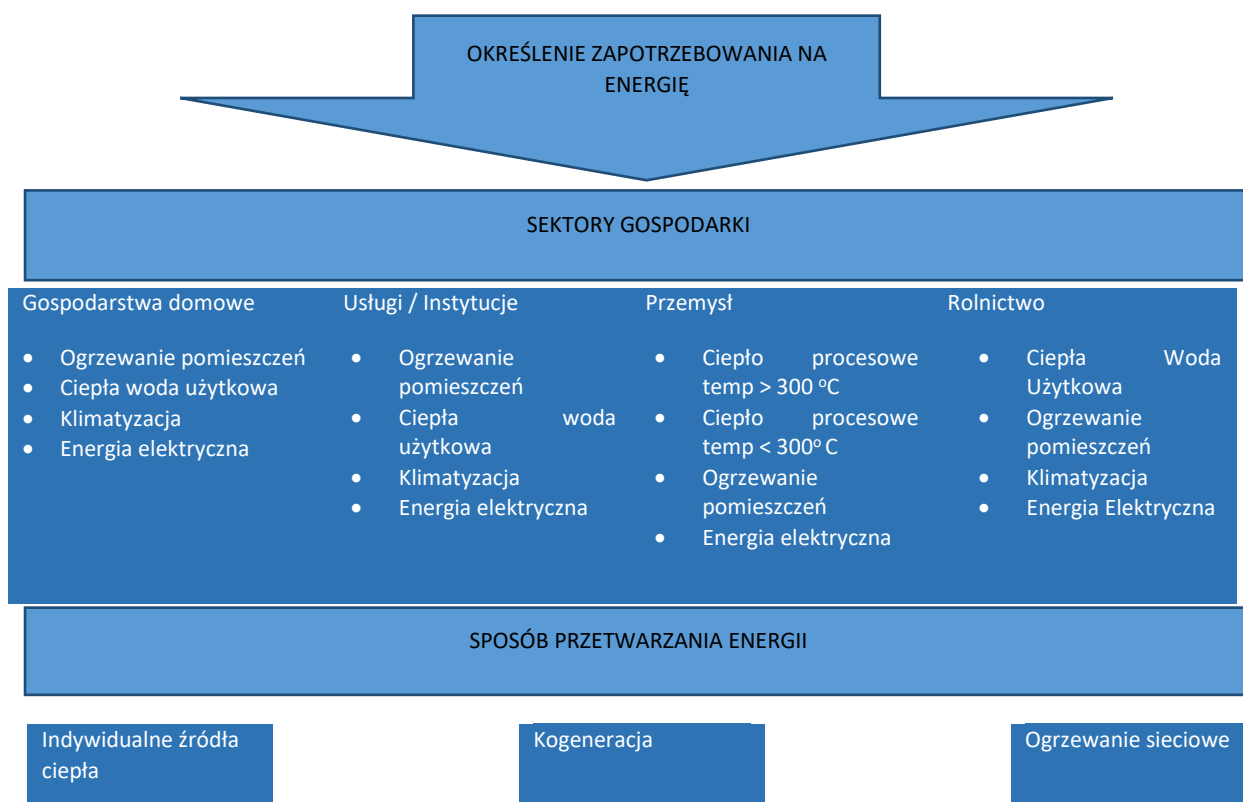 OKREŚLENIE ZAPOTRZEBOWANIA NA
ENERGIĘ
SEKTORY GOSPODARKI
Gospodarstwa domowe
• Ogrzewanie pomieszczeń
• Ciepła woda użytkowa
• Klimatyzacja
• Energia elektryczna
Usługi / Instytucje
• Ogrzewanie
pomieszczeń
• Ciepła woda
użytkowa
• Klimatyzacja
• Energia elektryczna
Przemysł
• Ciepło procesowe
temp > 300 °C
• Ciepło procesowe
temp < 300° C
• Ogrzewanie
pomieszczeń
• Energia elektryczna
Rolnictwo
• Ciepła Woda
Użytkowa
• Ogrzewanie
pomieszczeń
• Klimatyzacja
• Energia Elektryczna
SPOSÓB PRZETWARZANIA ENERGII
Indywidualne źródła
ciepła
Kogeneracja
Ogrzewanie sieciowe